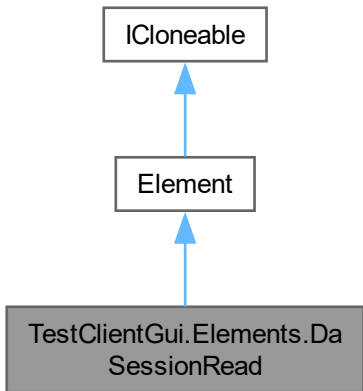 ICloneable
Element
TestClientGui.Elements.Da
SessionRead